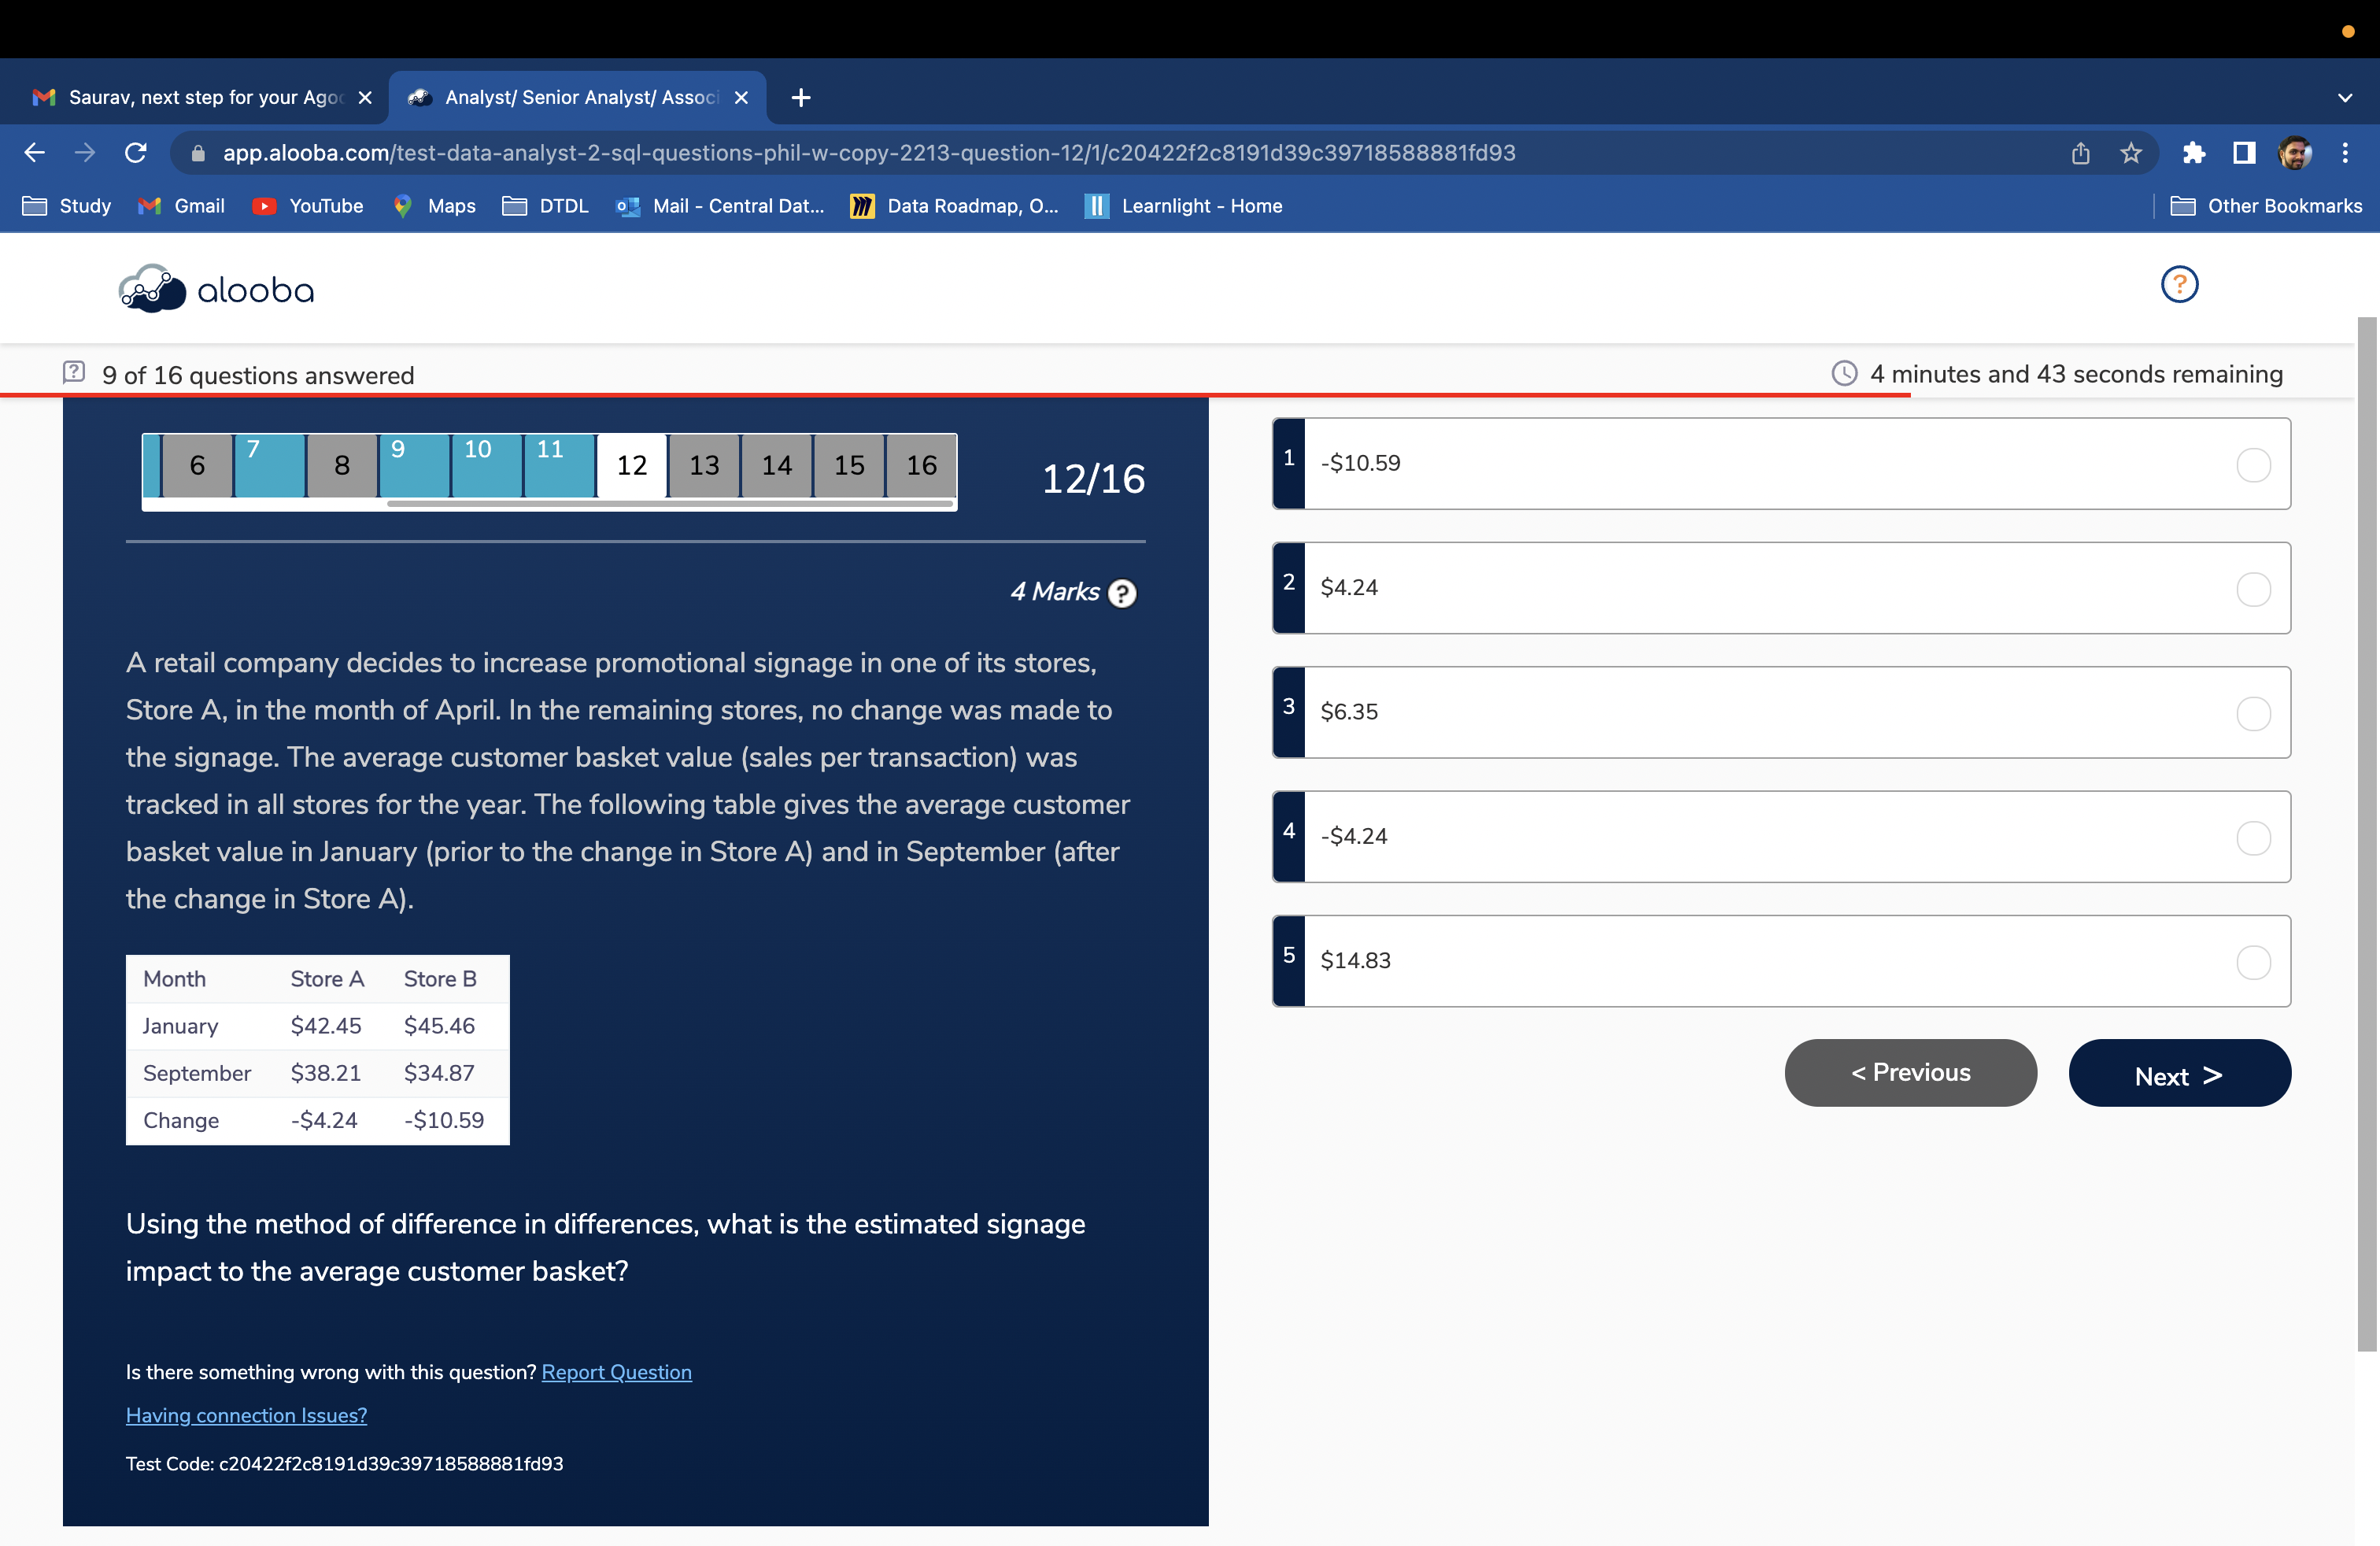 Saurav, next step for your Ago
Analyst/ Senior Analyst/ Associ
app.alooba.com/test-data-analyst-2-sql-questions-phil-w-copy-2213-question-12/1/c20422f2c8191d39c39718588881fd93
Study Gmail YouTube Maps DTDL Mail - Central Dat... Data Roadmap, O... Learnlight - Home Other Bookmarks
alooba
?
9 of 16 questions answered
4 minutes and 43 seconds remaining
6 7 8 9 10 11 12 13 14 15 16
12/16
4 Marks ?
A retail company decides to increase promotional signage in one of its stores,
Store A, in the month of April. In the remaining stores, no change was made to
the signage. The average customer basket value (sales per transaction) was
tracked in all stores for the year. The following table gives the average customer
basket value in January (prior to the change in Store A) and in September (after
the change in Store A).
Month Store A Store B
January $42.45 $45.46
September $38.21 $34.87
Change -$4.24 -$10.59
Using the method of difference in differences, what is the estimated signage
impact to the average customer basket?
Is there something wrong with this question? Report Question
Having connection Issues?
Test Code: c20422f2c8191d39c39718588881fd93
1 -$10.59
2 $4.24
3 $6.35
4 -$4.24
5 $14.83
< Previous
Next >